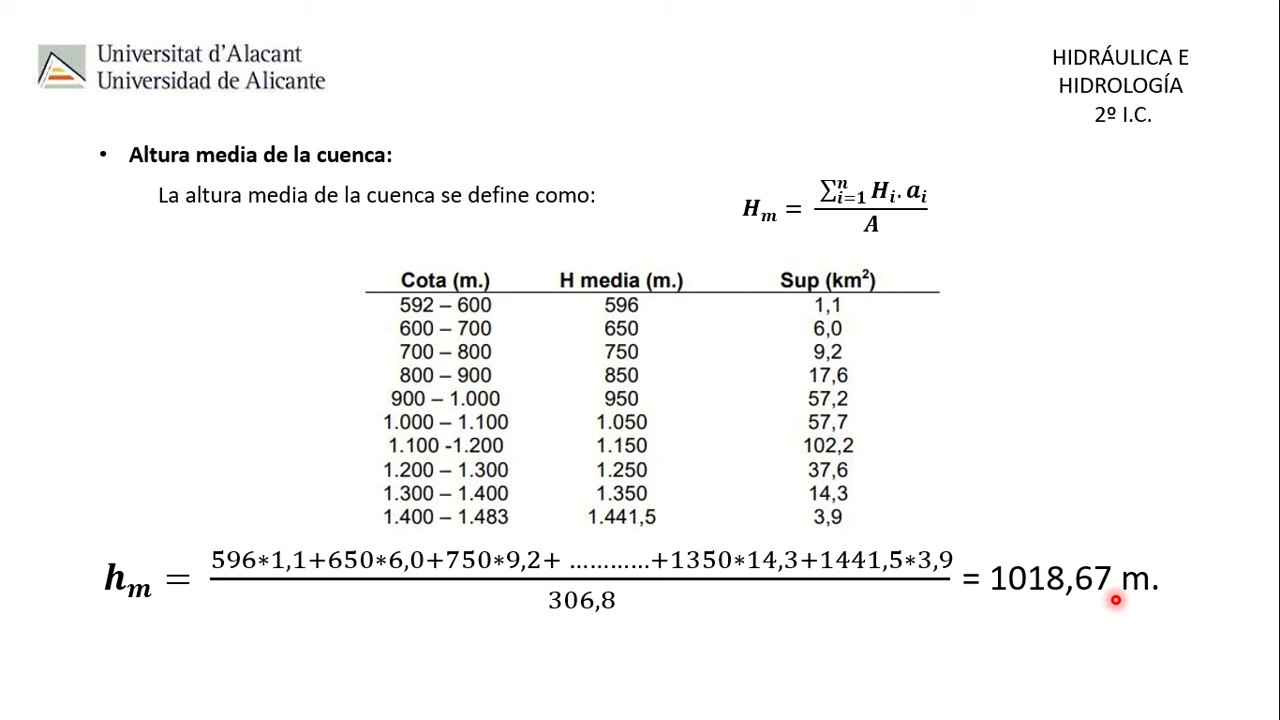 Universitat d'Alacant
Universidad de Alicante
HIDRÁULICA E
HIDROLOGÍA
2º I.C.
• Altura media de la cuenca:
La altura media de la cuenca se define como:
H_m = ∑_{i=1}^{n} H_i. a_i / A
Cota (m.) H media (m.) Sup (km²)
592 – 600 596 1,1
600 – 700 650 6,0
700 – 800 750 9,2
800 – 900 850 17,6
900 – 1.000 950 57,2
1.000 – 1.100 1.050 57,7
1.100 -1.200 1.150 102,2
1.200 – 1.300 1.250 37,6
1.300 – 1.400 1.350 14,3
1.400 – 1.483 1.441,5 3,9
h_m = 596*1,1+650*6,0+750*9,2+ ............+1350*14,3+1441,5*3,9 / 306,8 = 1018,67 m.